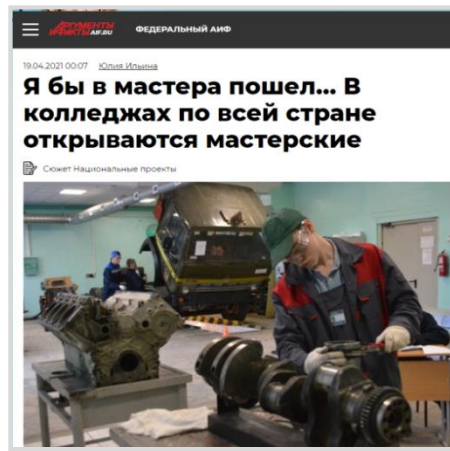 АРГУМЕНТЫ
И ФАКТЫ AIF.RU
ФЕДЕРАЛЬНЫЙ АИФ
19.04.2021 00:07 Юлия Ильина
Я бы в мастера пошел... В
колледжах по всей стране
открываются мастерские
Сюжет Национальные проекты